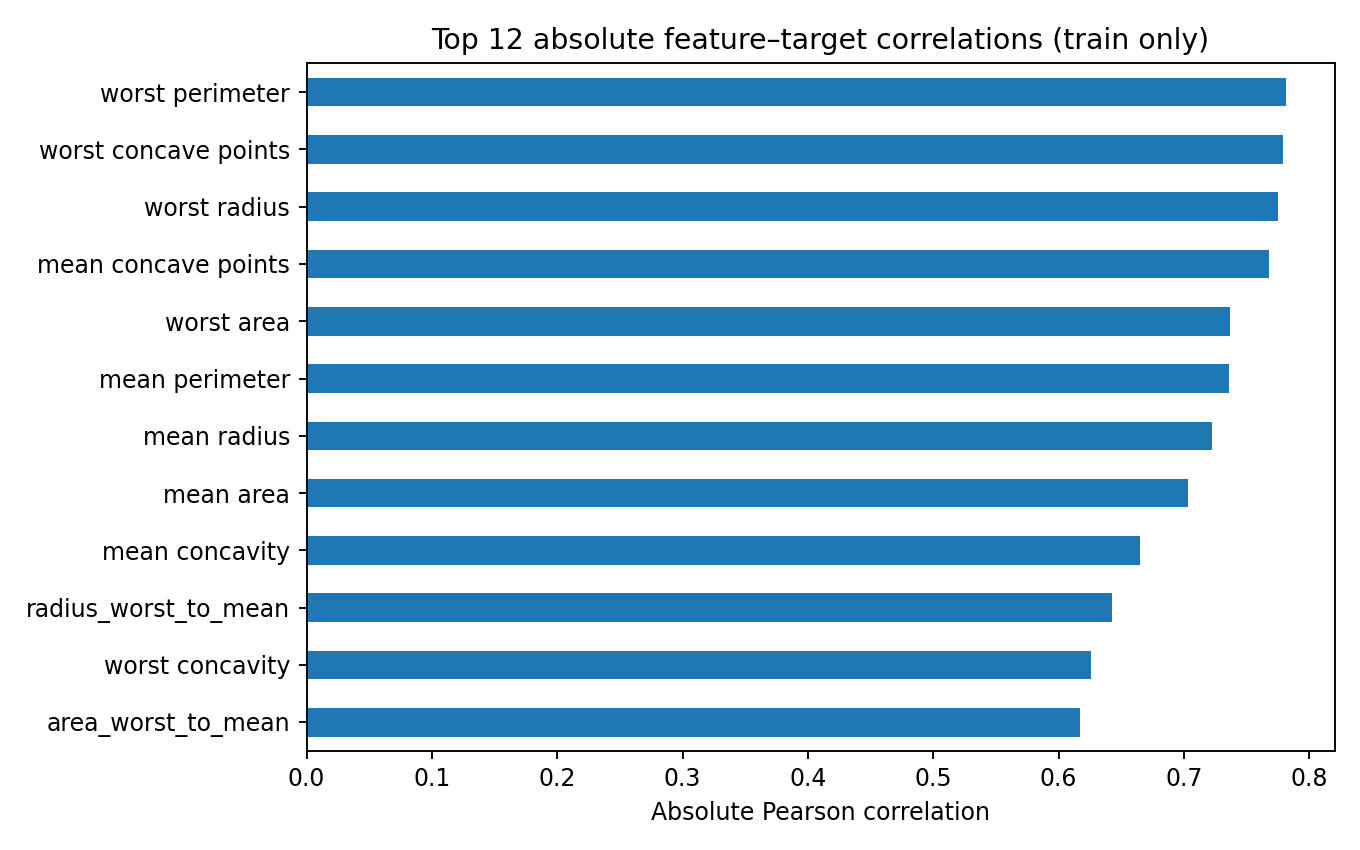 Top 12 absolute feature–target correlations (train only)
worst perimeter
worst concave points
worst radius
mean concave points
worst area
mean perimeter
mean radius
mean area
mean concavity
radius_worst_to_mean
worst concavity
area_worst_to_mean
0.0 0.1 0.2 0.3 0.4 0.5 0.6 0.7 0.8
Absolute Pearson correlation